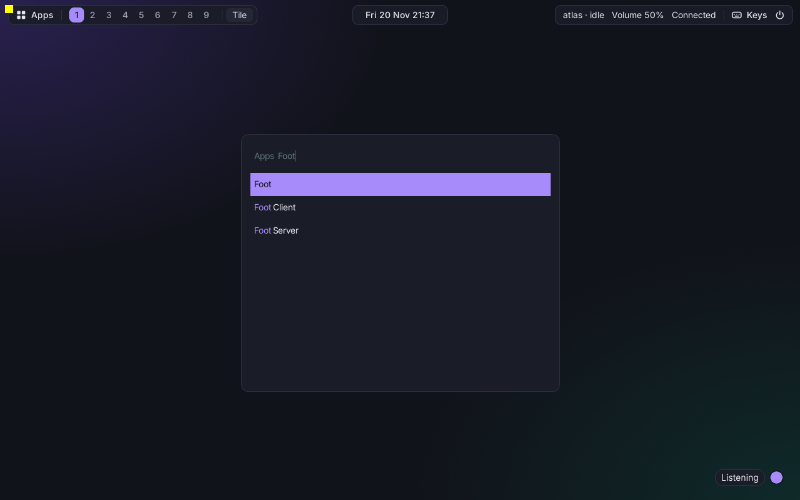 Apps 1 2 3 4 5 6 7 8 9 Tile
Fri 20 Nov 21:37
atlas · idle Volume 50% Connected Keys
Apps Foot
Foot
Foot Client
Foot Server
Listening